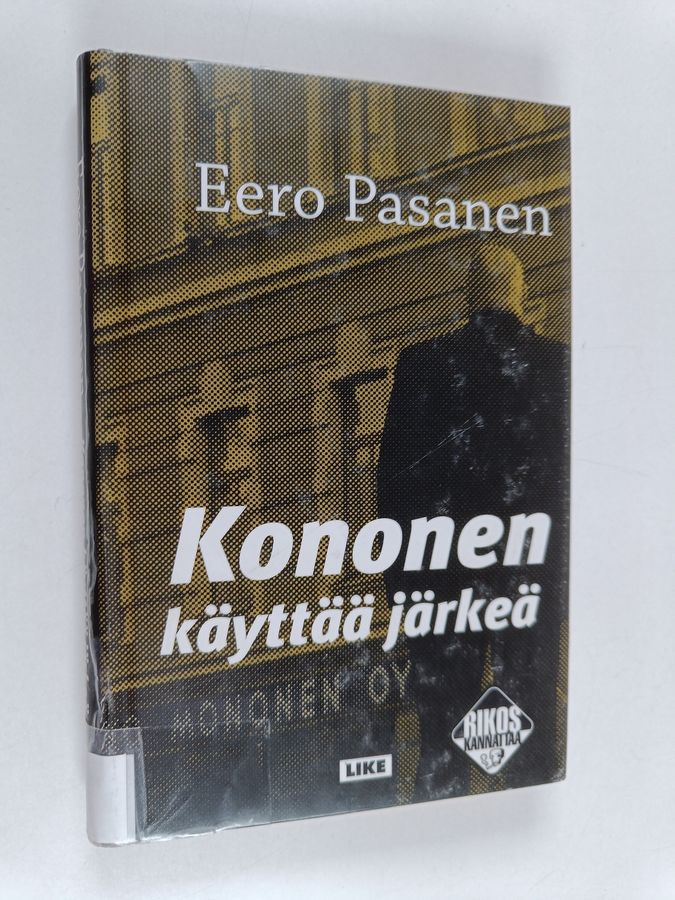 Eero Pasanen
Kononen
käyttää järkeä
MONONEN OY
LIKE
RIKOS
KANNATTAA